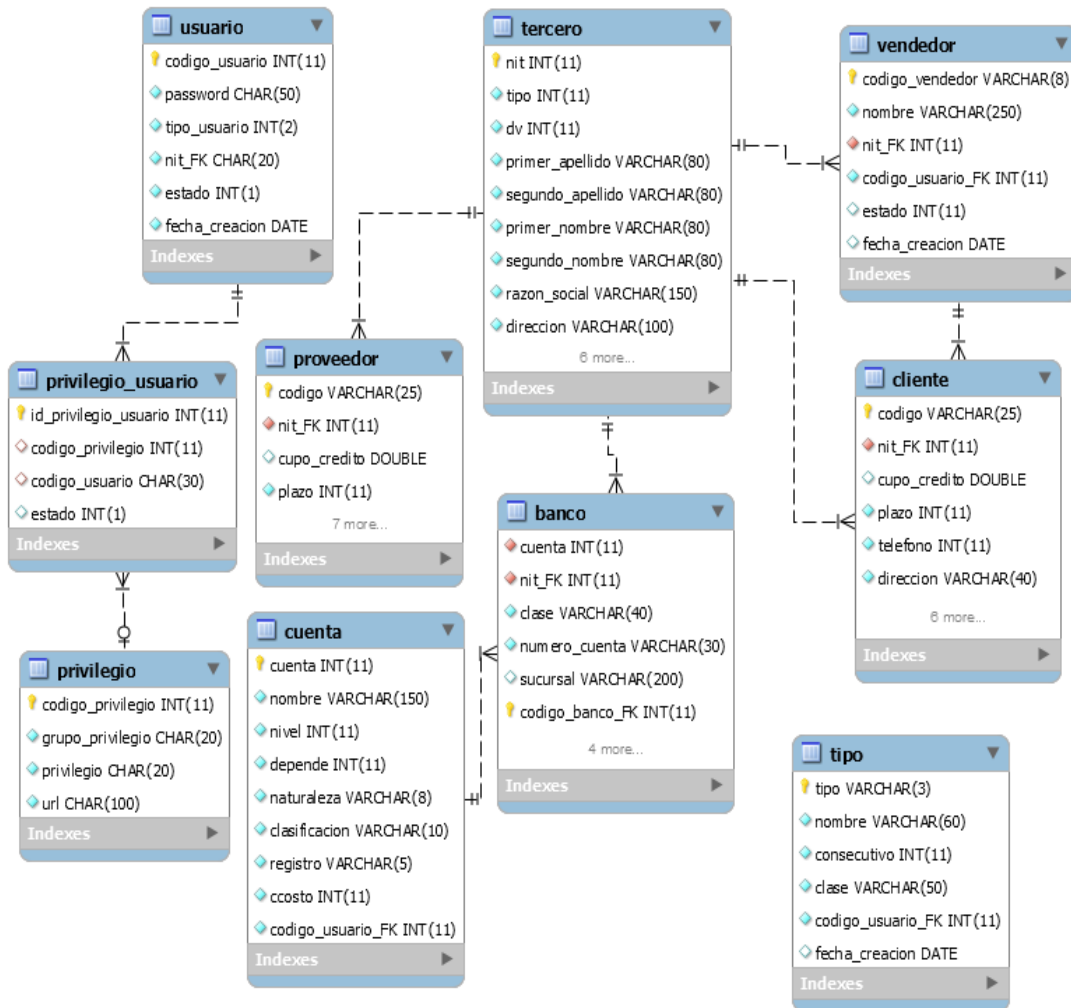 usuario
codigo_usuario INT(11)
password CHAR(50)
tipo_usuario INT(2)
nit_FK CHAR(20)
estado INT(1)
fecha_creacion DATE
Indexes
tercero
nit INT(11)
tipo INT(11)
dv INT(11)
primer_apellido VARCHAR(80)
segundo_apellido VARCHAR(80)
primer_nombre VARCHAR(80)
segundo_nombre VARCHAR(80)
razon_social VARCHAR(150)
direccion VARCHAR(100)
6 more...
Indexes
vendedor
codigo_vendedor VARCHAR(8)
nombre VARCHAR(250)
nit_FK INT(11)
codigo_usuario_FK INT(11)
estado INT(11)
fecha_creacion DATE
Indexes
privilegio_usuario
id_privilegio_usuario INT(11)
codigo_privilegio INT(11)
codigo_usuario CHAR(30)
estado INT(1)
Indexes
proveedor
codigo VARCHAR(25)
nit_FK INT(11)
cupo_credito DOUBLE
plazo INT(11)
7 more...
Indexes
cliente
codigo VARCHAR(25)
nit_FK INT(11)
cupo_credito DOUBLE
plazo INT(11)
telefono INT(11)
direccion VARCHAR(40)
6 more...
Indexes
banco
cuenta INT(11)
nit_FK INT(11)
clase VARCHAR(40)
numero_cuenta VARCHAR(30)
sucursal VARCHAR(200)
codigo_banco_FK INT(11)
4 more...
Indexes
privilegio
codigo_privilegio INT(11)
grupo_privilegio CHAR(20)
privilegio CHAR(20)
url CHAR(100)
Indexes
cuenta
cuenta INT(11)
nombre VARCHAR(150)
nivel INT(11)
depende INT(11)
naturaleza VARCHAR(8)
clasificacion VARCHAR(10)
registro VARCHAR(5)
ccosto INT(11)
codigo_usuario_FK INT(11)
Indexes
tipo
tipo VARCHAR(3)
nombre VARCHAR(60)
consecutivo INT(11)
clase VARCHAR(50)
codigo_usuario_FK INT(11)
fecha_creacion DATE
Indexes